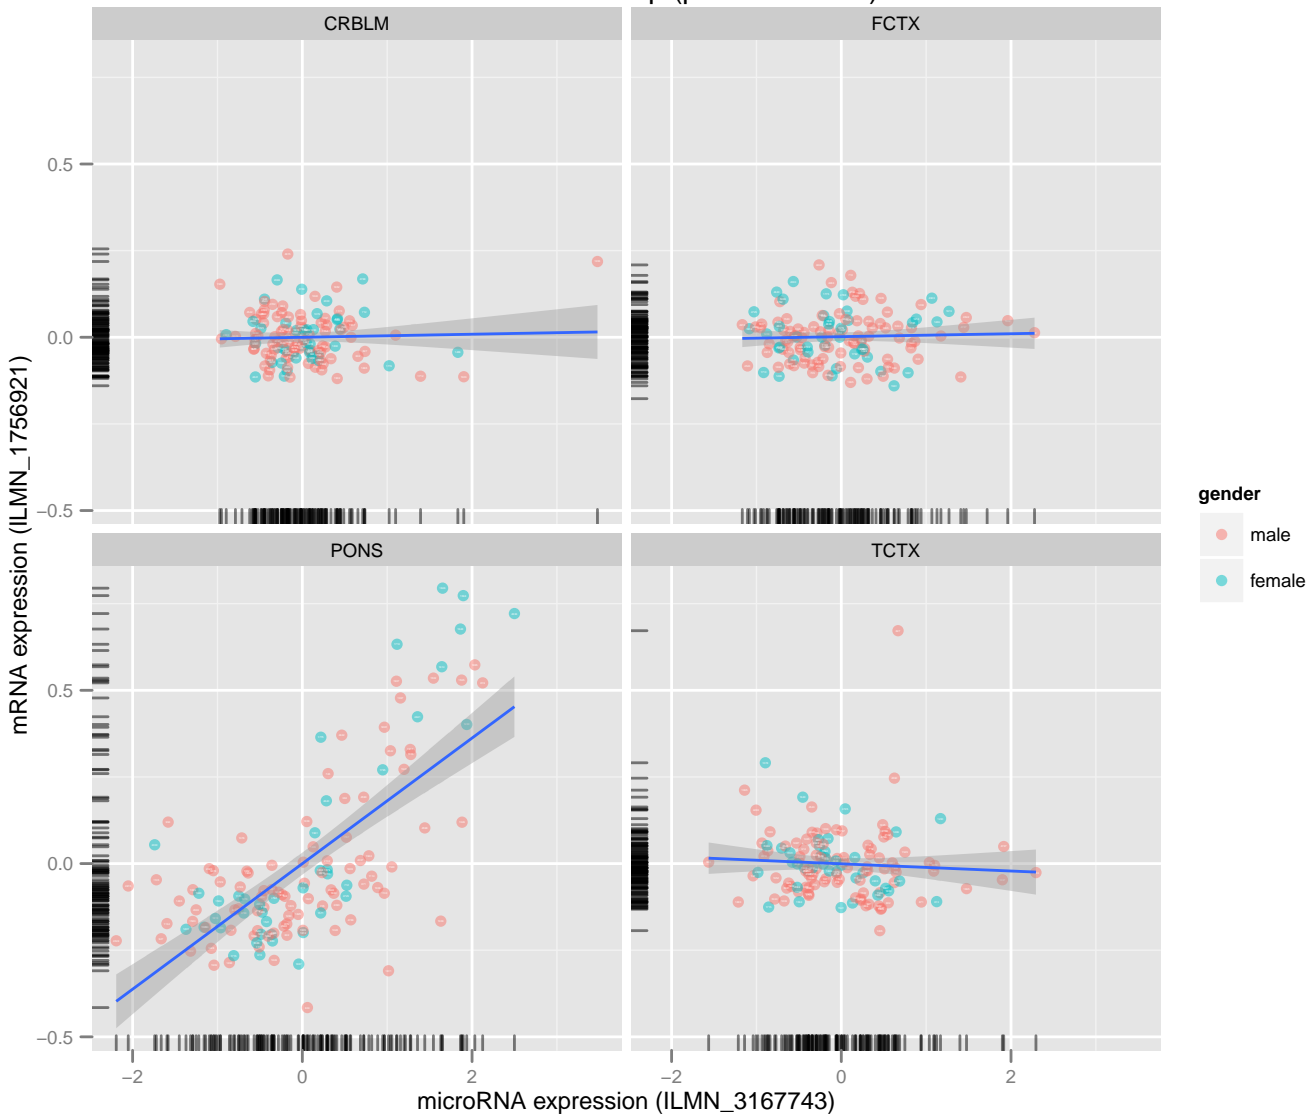 CRBLM
FCTX
0.5
0.0
−0.5
PONS
TCTX
0.5
0.0
−0.5
−2
0
2
−2
0
2
microRNA expression (ILMN_3167743)
mRNA expression (ILMN_1756921)
gender
male
female